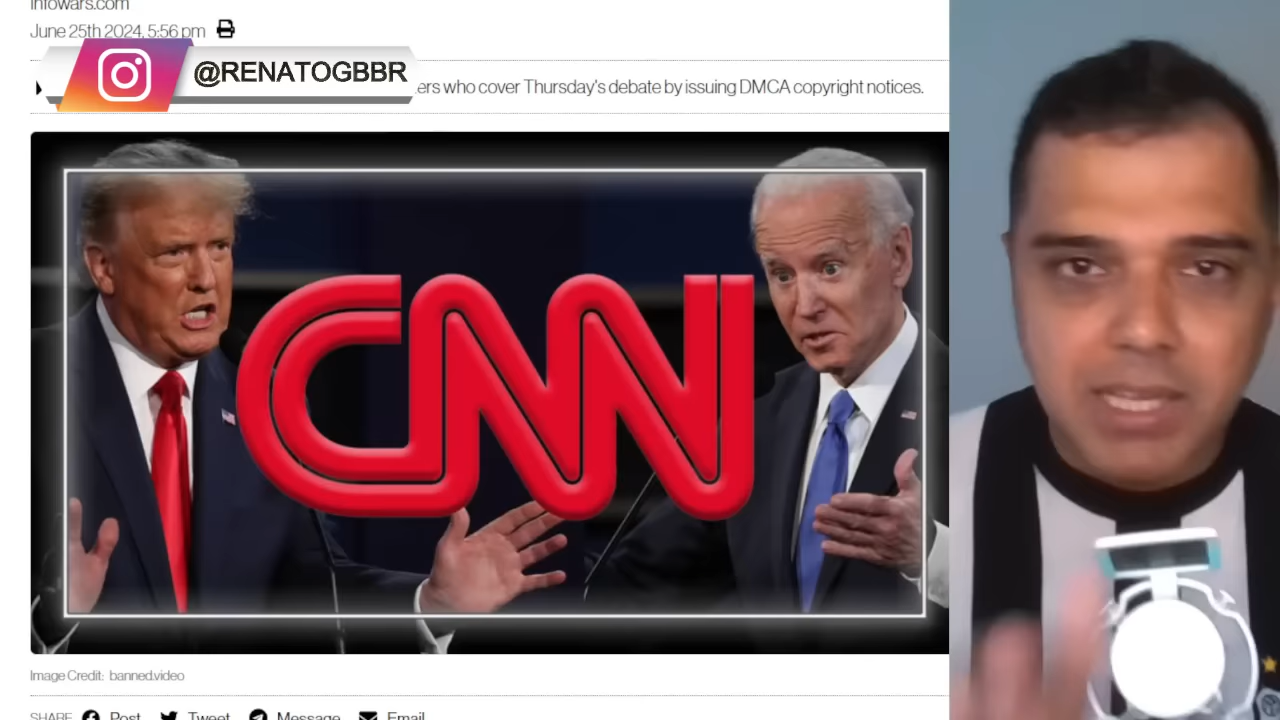 infowars.com
June 25th 2024, 5:56 pm
@RENATOGBBR
who cover Thursday's debate by issuing DMCA copyright notices.
CNN
Image Credit: banned.video
SHARE Post Tweet Message Email